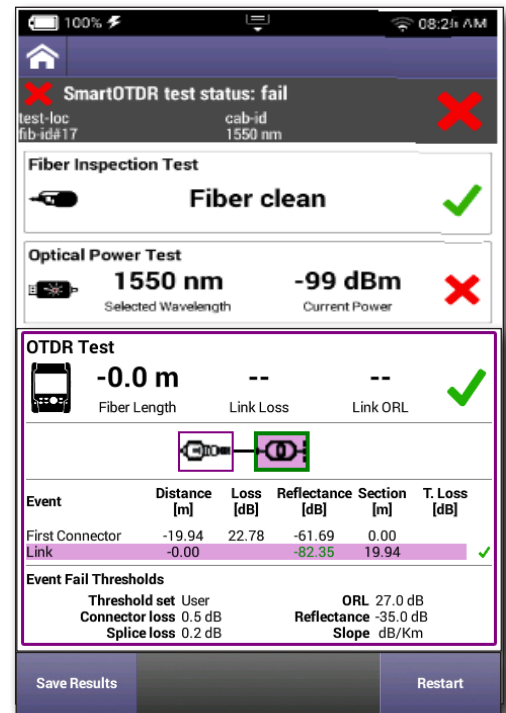 100% 08:24 AM
SmartOTDR test status: fail
test-loc cab-id
fib-id#17 1550 nm
Fiber Inspection Test
Fiber clean
Optical Power Test
1550 nm -99 dBm
Selected Wavelength Current Power
OTDR Test
-0.0 m -- --
Fiber Length Link Loss Link ORL
Event Distance [m] Loss [dB] Reflectance [dB] Section [m] T. Loss [dB]
First Connector -19.94 22.78 -61.69 0.00
Link -0.00 -82.35 19.94
Event Fail Thresholds
Threshold set User ORL 27.0 dB
Connector loss 0.5 dB Reflectance -35.0 dB
Splice loss 0.2 dB Slope dB/Km
Save Results Restart